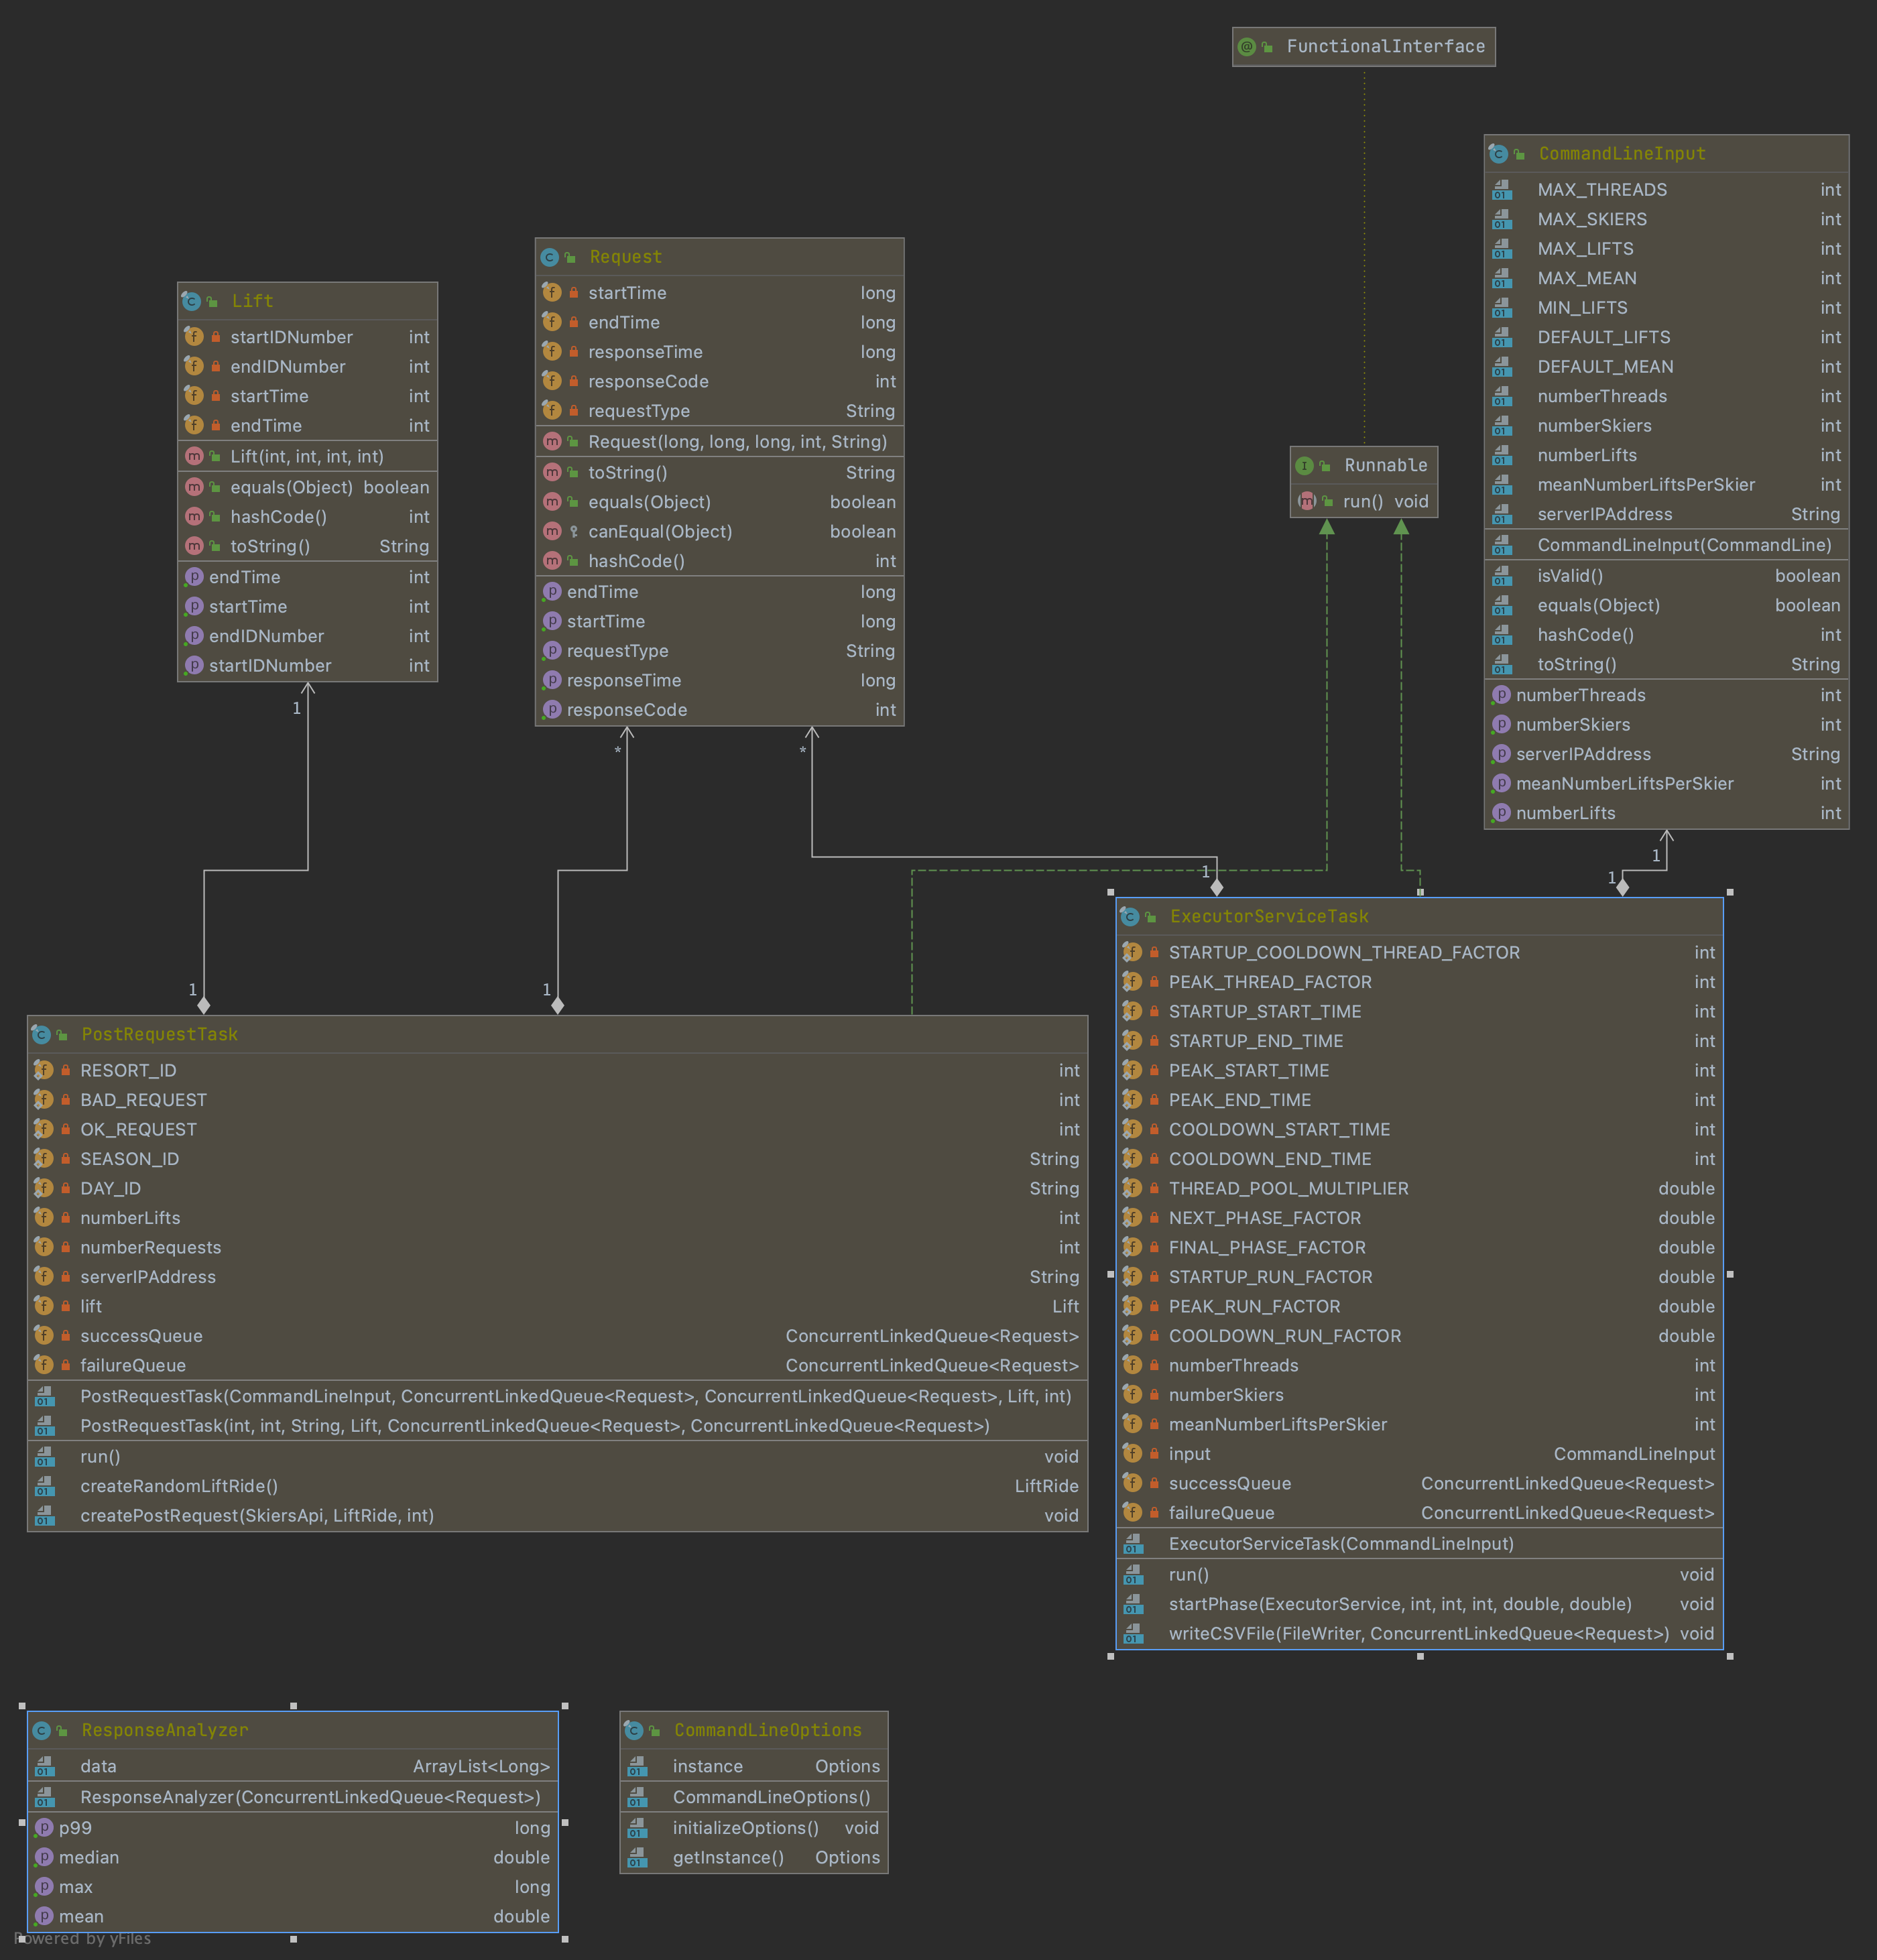 FunctionalInterface
CommandLineInput
MAX_THREADS int
MAX_SKIERS int
MAX_LIFTS int
MAX_MEAN int
MIN_LIFTS int
DEFAULT_LIFTS int
DEFAULT_MEAN int
numberThreads int
numberSkiers int
numberLifts int
meanNumberLiftsPerSkier int
serverIPAddress String
CommandLineInput(CommandLine)
isValid() boolean
equals(Object) boolean
hashCode() int
toString() String
numberThreads int
numberSkiers int
serverIPAddress String
meanNumberLiftsPerSkier int
numberLifts int
Request
startTime long
endTime long
responseTime long
responseCode int
requestType String
Request(long, long, long, int, String)
toString() String
equals(Object) boolean
canEqual(Object) boolean
hashCode() int
endTime long
startTime long
requestType String
responseTime long
responseCode int
Lift
startIDNumber int
endIDNumber int
startTime int
endTime int
Lift(int, int, int, int)
equals(Object) boolean
hashCode() int
toString() String
endTime int
startTime int
endIDNumber int
startIDNumber int
Runnable
run() void
1
*
*
1
1
1
1
1
ExecutorServiceTask
STARTUP_COOLDOWN_THREAD_FACTOR int
PEAK_THREAD_FACTOR int
STARTUP_START_TIME int
STARTUP_END_TIME int
PEAK_START_TIME int
PEAK_END_TIME int
COOLDOWN_START_TIME int
COOLDOWN_END_TIME int
THREAD_POOL_MULTIPLIER double
NEXT_PHASE_FACTOR double
FINAL_PHASE_FACTOR double
STARTUP_RUN_FACTOR double
PEAK_RUN_FACTOR double
COOLDOWN_RUN_FACTOR double
numberThreads int
numberSkiers int
meanNumberLiftsPerSkier int
input CommandLineInput
successQueue ConcurrentLinkedQueue<Request>
failureQueue ConcurrentLinkedQueue<Request>
ExecutorServiceTask(CommandLineInput)
run() void
startPhase(ExecutorService, int, int, int, double, double) void
writeCSVFile(FileWriter, ConcurrentLinkedQueue<Request>) void
PostRequestTask
RESORT_ID int
BAD_REQUEST int
OK_REQUEST int
SEASON_ID String
DAY_ID String
numberLifts int
numberRequests int
serverIPAddress String
lift Lift
successQueue ConcurrentLinkedQueue<Request>
failureQueue ConcurrentLinkedQueue<Request>
PostRequestTask(CommandLineInput, ConcurrentLinkedQueue<Request>, ConcurrentLinkedQueue<Request>, Lift, int)
PostRequestTask(int, int, String, Lift, ConcurrentLinkedQueue<Request>, ConcurrentLinkedQueue<Request>)
run() void
createRandomLiftRide() LiftRide
createPostRequest(SkiersApi, LiftRide, int) void
ResponseAnalyzer
data ArrayList<Long>
ResponseAnalyzer(ConcurrentLinkedQueue<Request>)
p99 long
median double
max long
mean double
CommandLineOptions
instance Options
CommandLineOptions()
initializeOptions() void
getInstance() Options
Powered by yFiles